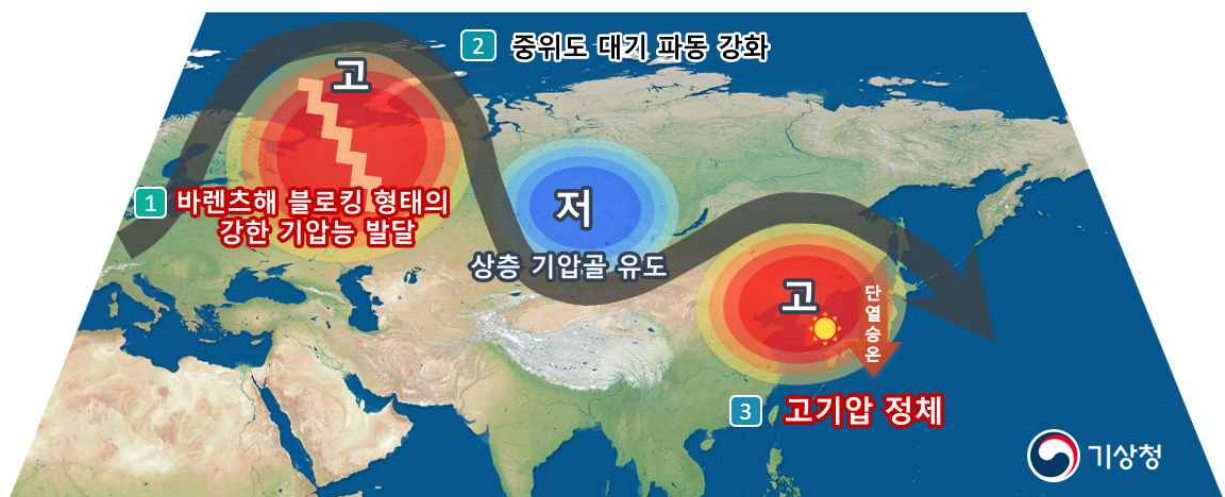 2 중위도 대기 파동 강화
고
1 바렌츠해 블로킹 형태의
강한 기압능 발달
저
상층 기압골 유도
고
단열승온
3 고기압 정체
기상청